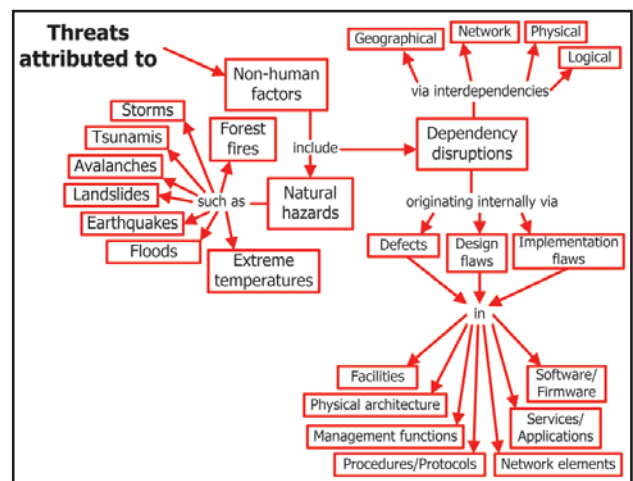 Threats
attributed to
Non-human
factors
Geographical
Network
Physical
Logical
via interdependencies
Storms
Tsunamis
Avalanches
Landslides
Earthquakes
Floods
Forest
fires
such as
Extreme
temperatures
include
Natural
hazards
Dependency
disruptions
originating internally via
Defects
Design
flaws
Implementation
flaws
in
Facilities
Physical architecture
Management functions
Procedures/Protocols
Software/
Firmware
Services/
Applications
Network elements